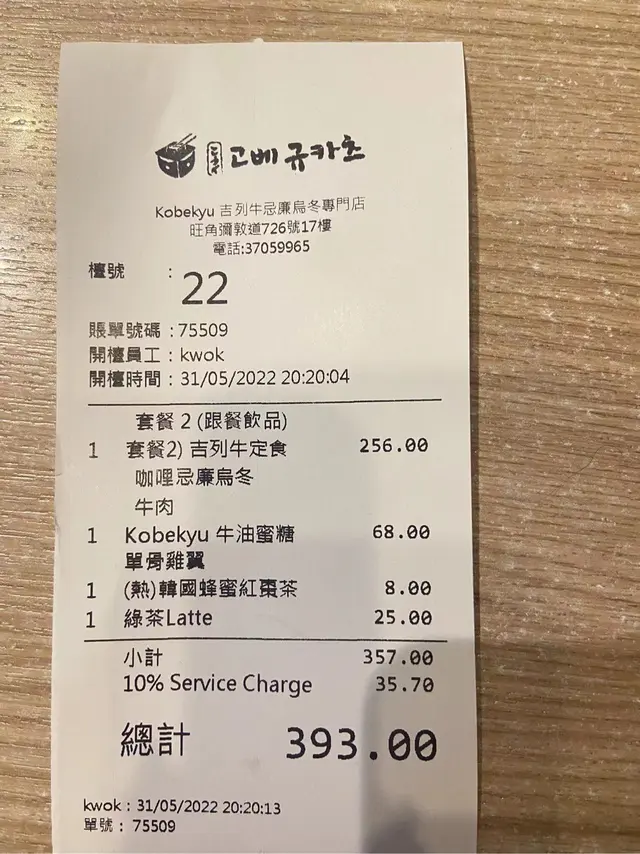 고베규카츠
Kobekyu 吉列牛忌廉烏冬專門店
旺角彌敦道726號17樓
電話:37059965
檯號 : 22
賬單號碼 : 75509
開檯員工 : kwok
開檯時間 : 31/05/2022 20:20:04
套餐 2 (跟餐飲品)
1 套餐2) 吉列牛定食 256.00
咖哩忌廉烏冬
牛肉
1 Kobekyu 牛油蜜糖 68.00
單骨雞翼
1 (熱)韓國蜂蜜紅棗茶 8.00
1 綠茶Latte 25.00
小計 357.00
10% Service Charge 35.70
總計 393.00
kwok : 31/05/2022 20:20:13
單號 : 75509